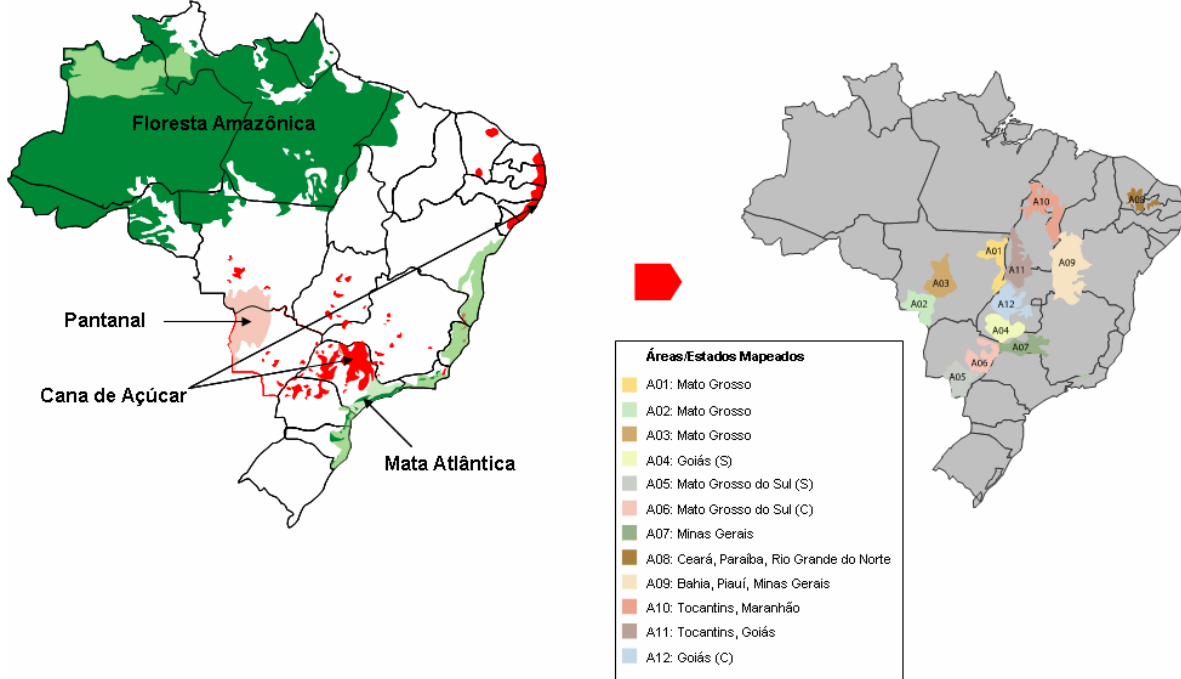 Floresta Amazônica
Pantanal
Cana de Açúcar
Mata Atlântica
A01
A02
A03
A04
A05
A06
A07
A08
A09
A10
A11
A12
Áreas/Estados Mapeados
A01: Mato Grosso
A02: Mato Grosso
A03: Mato Grosso
A04: Goiás (S)
A05: Mato Grosso do Sul (S)
A06: Mato Grosso do Sul (C)
A07: Minas Gerais
A08: Ceará, Paraíba, Rio Grande do Norte
A09: Bahia, Piauí, Minas Gerais
A10: Tocantins, Maranhão
A11: Tocantins, Goiás
A12: Goiás (C)